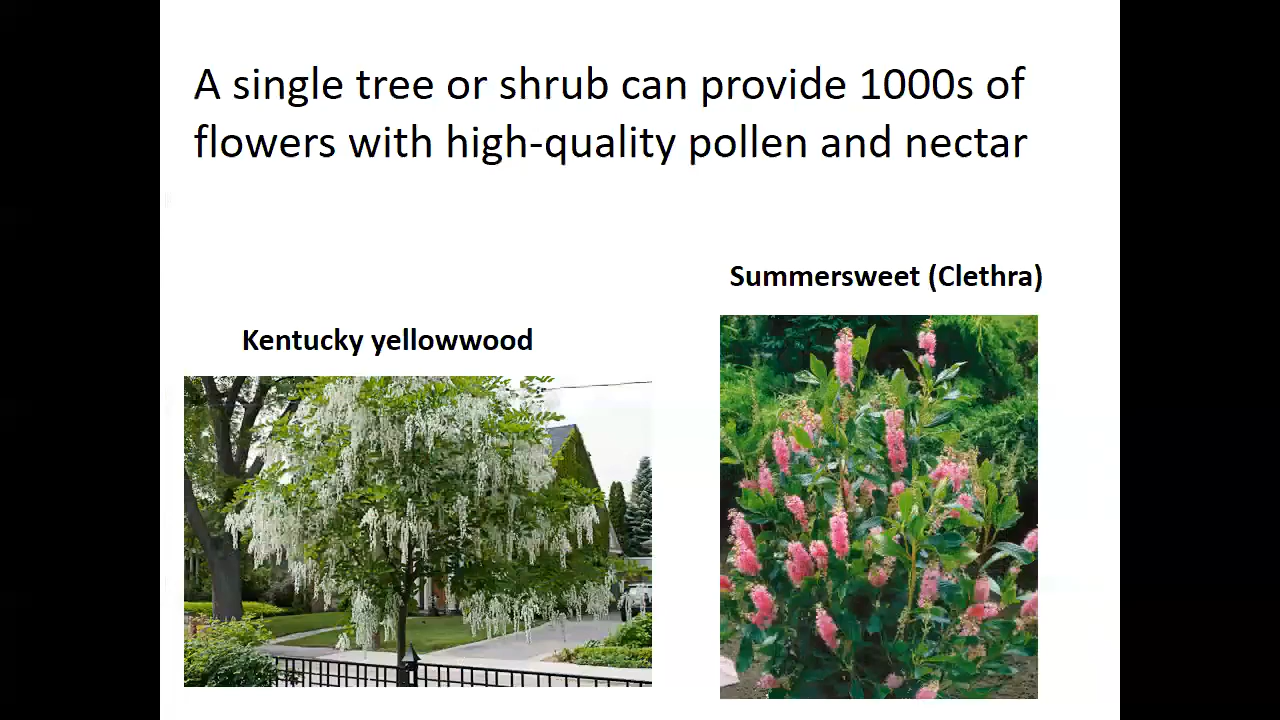 A single tree or shrub can provide 1000s of
flowers with high-quality pollen and nectar
Summersweet (Clethra)
Kentucky yellowwood